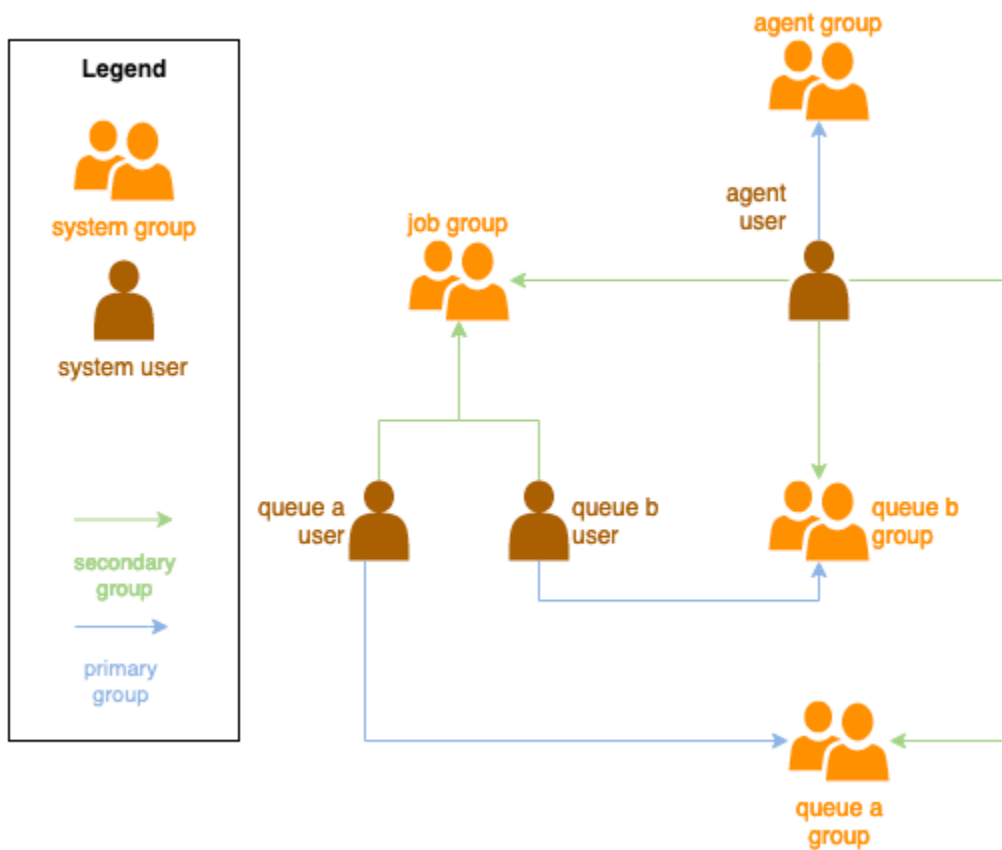 Legend
system group
system user
secondary
group
primary
group
agent group
agent
user
job group
queue a
user
queue b
user
queue b
group
queue a
group